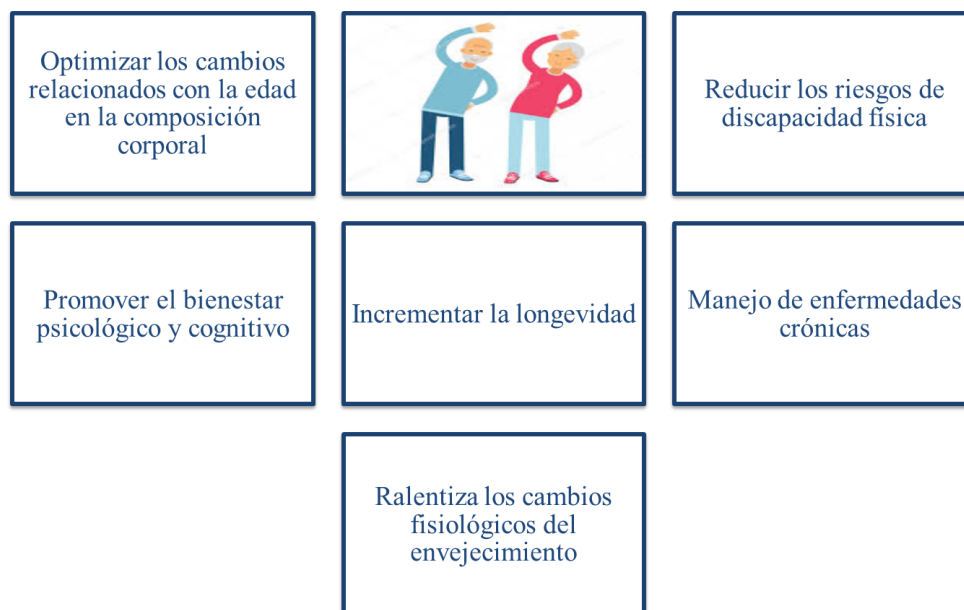 Optimizar los cambios
relacionados con la edad
en la composición
corporal
Reducir los riesgos de
discapacidad física
Promover el bienestar
psicológico y cognitivo
Incrementar la longevidad
Manejo de enfermedades
crónicas
Ralentiza los cambios
fisiológicos del
envejecimiento